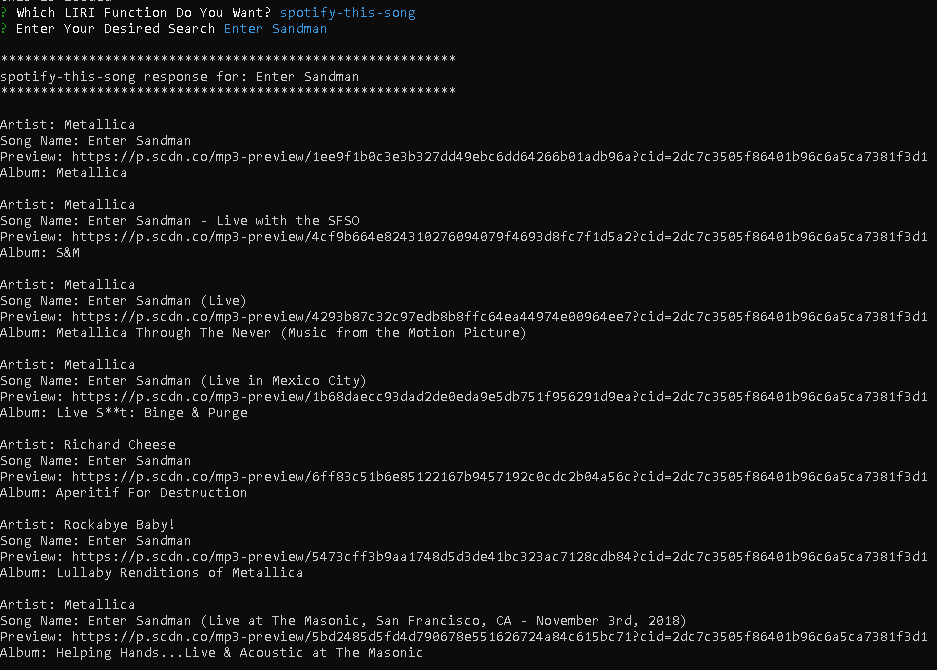 ? Which LIRI Function Do You Want? spotify-this-song
? Enter Your Desired Search Enter Sandman
*********************************************************
spotify-this-song response for: Enter Sandman
*********************************************************
Artist: Metallica
Song Name: Enter Sandman
Preview: https://p.scdn.co/mp3-preview/1ee9f1b0c3e3b327dd49ebc6dd64266b01adb96a?cid=2dc7c3505f86401b96c6a5ca7381f3d1
Album: Metallica
Artist: Metallica
Song Name: Enter Sandman - Live with the SFSO
Preview: https://p.scdn.co/mp3-preview/4cf9b664e824310276094079f4693d8fc7f1d5a2?cid=2dc7c3505f86401b96c6a5ca7381f3d1
Album: S&M
Artist: Metallica
Song Name: Enter Sandman (Live)
Preview: https://p.scdn.co/mp3-preview/4293b87c32c97edb8b8ffc64ea44974e00964ee7?cid=2dc7c3505f86401b96c6a5ca7381f3d1
Album: Metallica Through The Never (Music from the Motion Picture)
Artist: Metallica
Song Name: Enter Sandman (Live in Mexico City)
Preview: https://p.scdn.co/mp3-preview/1b68daecc93dad2de0eda9e5db751f956291d9ea?cid=2dc7c3505f86401b96c6a5ca7381f3d1
Album: Live S**t: Binge & Purge
Artist: Richard Cheese
Song Name: Enter Sandman
Preview: https://p.scdn.co/mp3-preview/6ff83c51b6e85122167b9457192c0cdc2b04a56c?cid=2dc7c3505f86401b96c6a5ca7381f3d1
Album: Aperitif For Destruction
Artist: Rockabye Baby!
Song Name: Enter Sandman
Preview: https://p.scdn.co/mp3-preview/5473cff3b9aa1748d5d3de41bc323ac7128cdb84?cid=2dc7c3505f86401b96c6a5ca7381f3d1
Album: Lullaby Renditions of Metallica
Artist: Metallica
Song Name: Enter Sandman (Live at The Masonic, San Francisco, CA - November 3rd, 2018)
Preview: https://p.scdn.co/mp3-preview/5bd2485d5fd4d790678e551626724a84c615bc71?cid=2dc7c3505f86401b96c6a5ca7381f3d1
Album: Helping Hands...Live & Acoustic at The Masonic